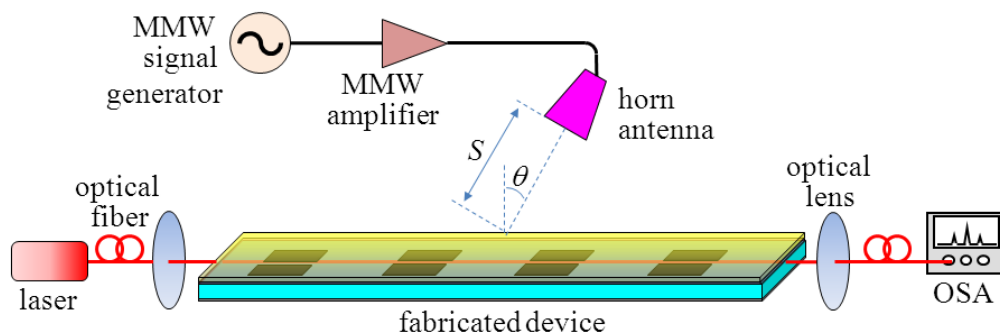 MMW
signal
generator
MMW
amplifier
horn
antenna
S
θ
optical
fiber
optical
lens
laser
fabricated device
OSA